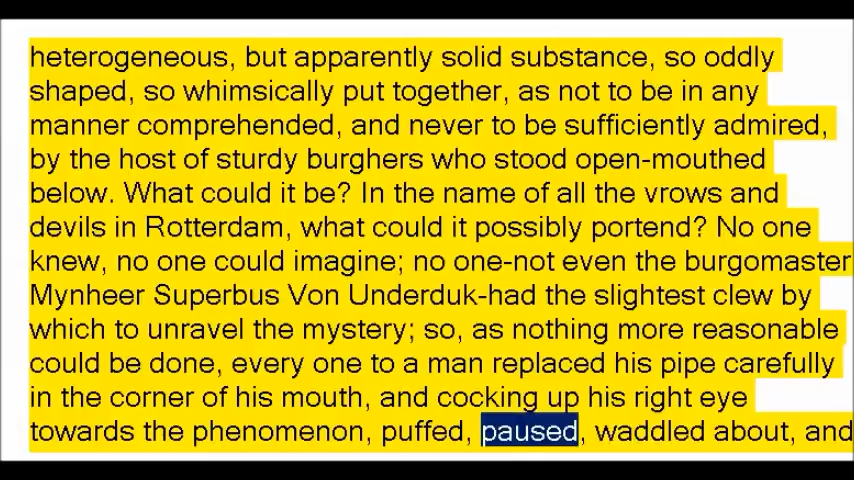 heterogeneous, but apparently solid substance, so oddly
shaped, so whimsically put together, as not to be in any
manner comprehended, and never to be sufficiently admired,
by the host of sturdy burghers who stood open-mouthed
below. What could it be? In the name of all the vrows and
devils in Rotterdam, what could it possibly portend? No one
knew, no one could imagine; no one-not even the burgomaster
Mynheer Superbus Von Underduk-had the slightest clew by
which to unravel the mystery; so, as nothing more reasonable
could be done, every one to a man replaced his pipe carefully
in the corner of his mouth, and cocking up his right eye
towards the phenomenon, puffed, paused, waddled about, and